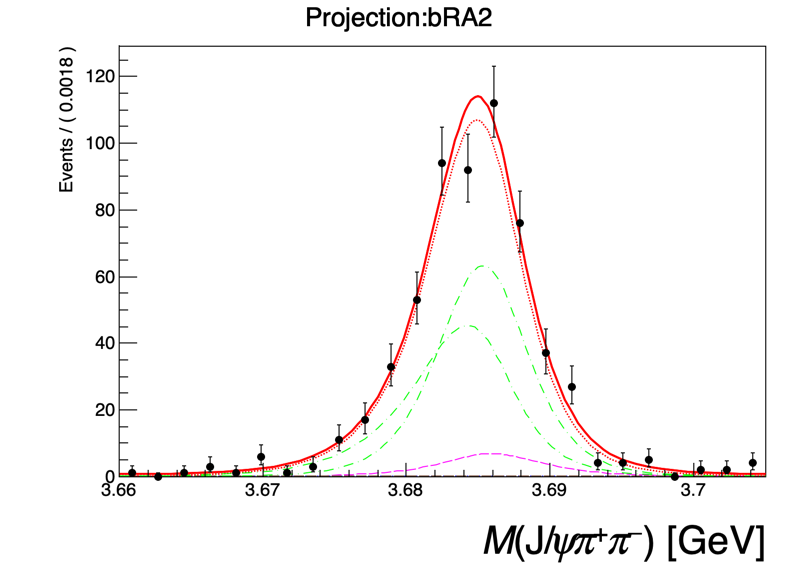 Projection:bRA2
Events / ( 0.0018 )
120
100
80
60
40
20
0
3.66 3.67 3.68 3.69 3.7
M(J/ψπ⁺π⁻) [GeV]